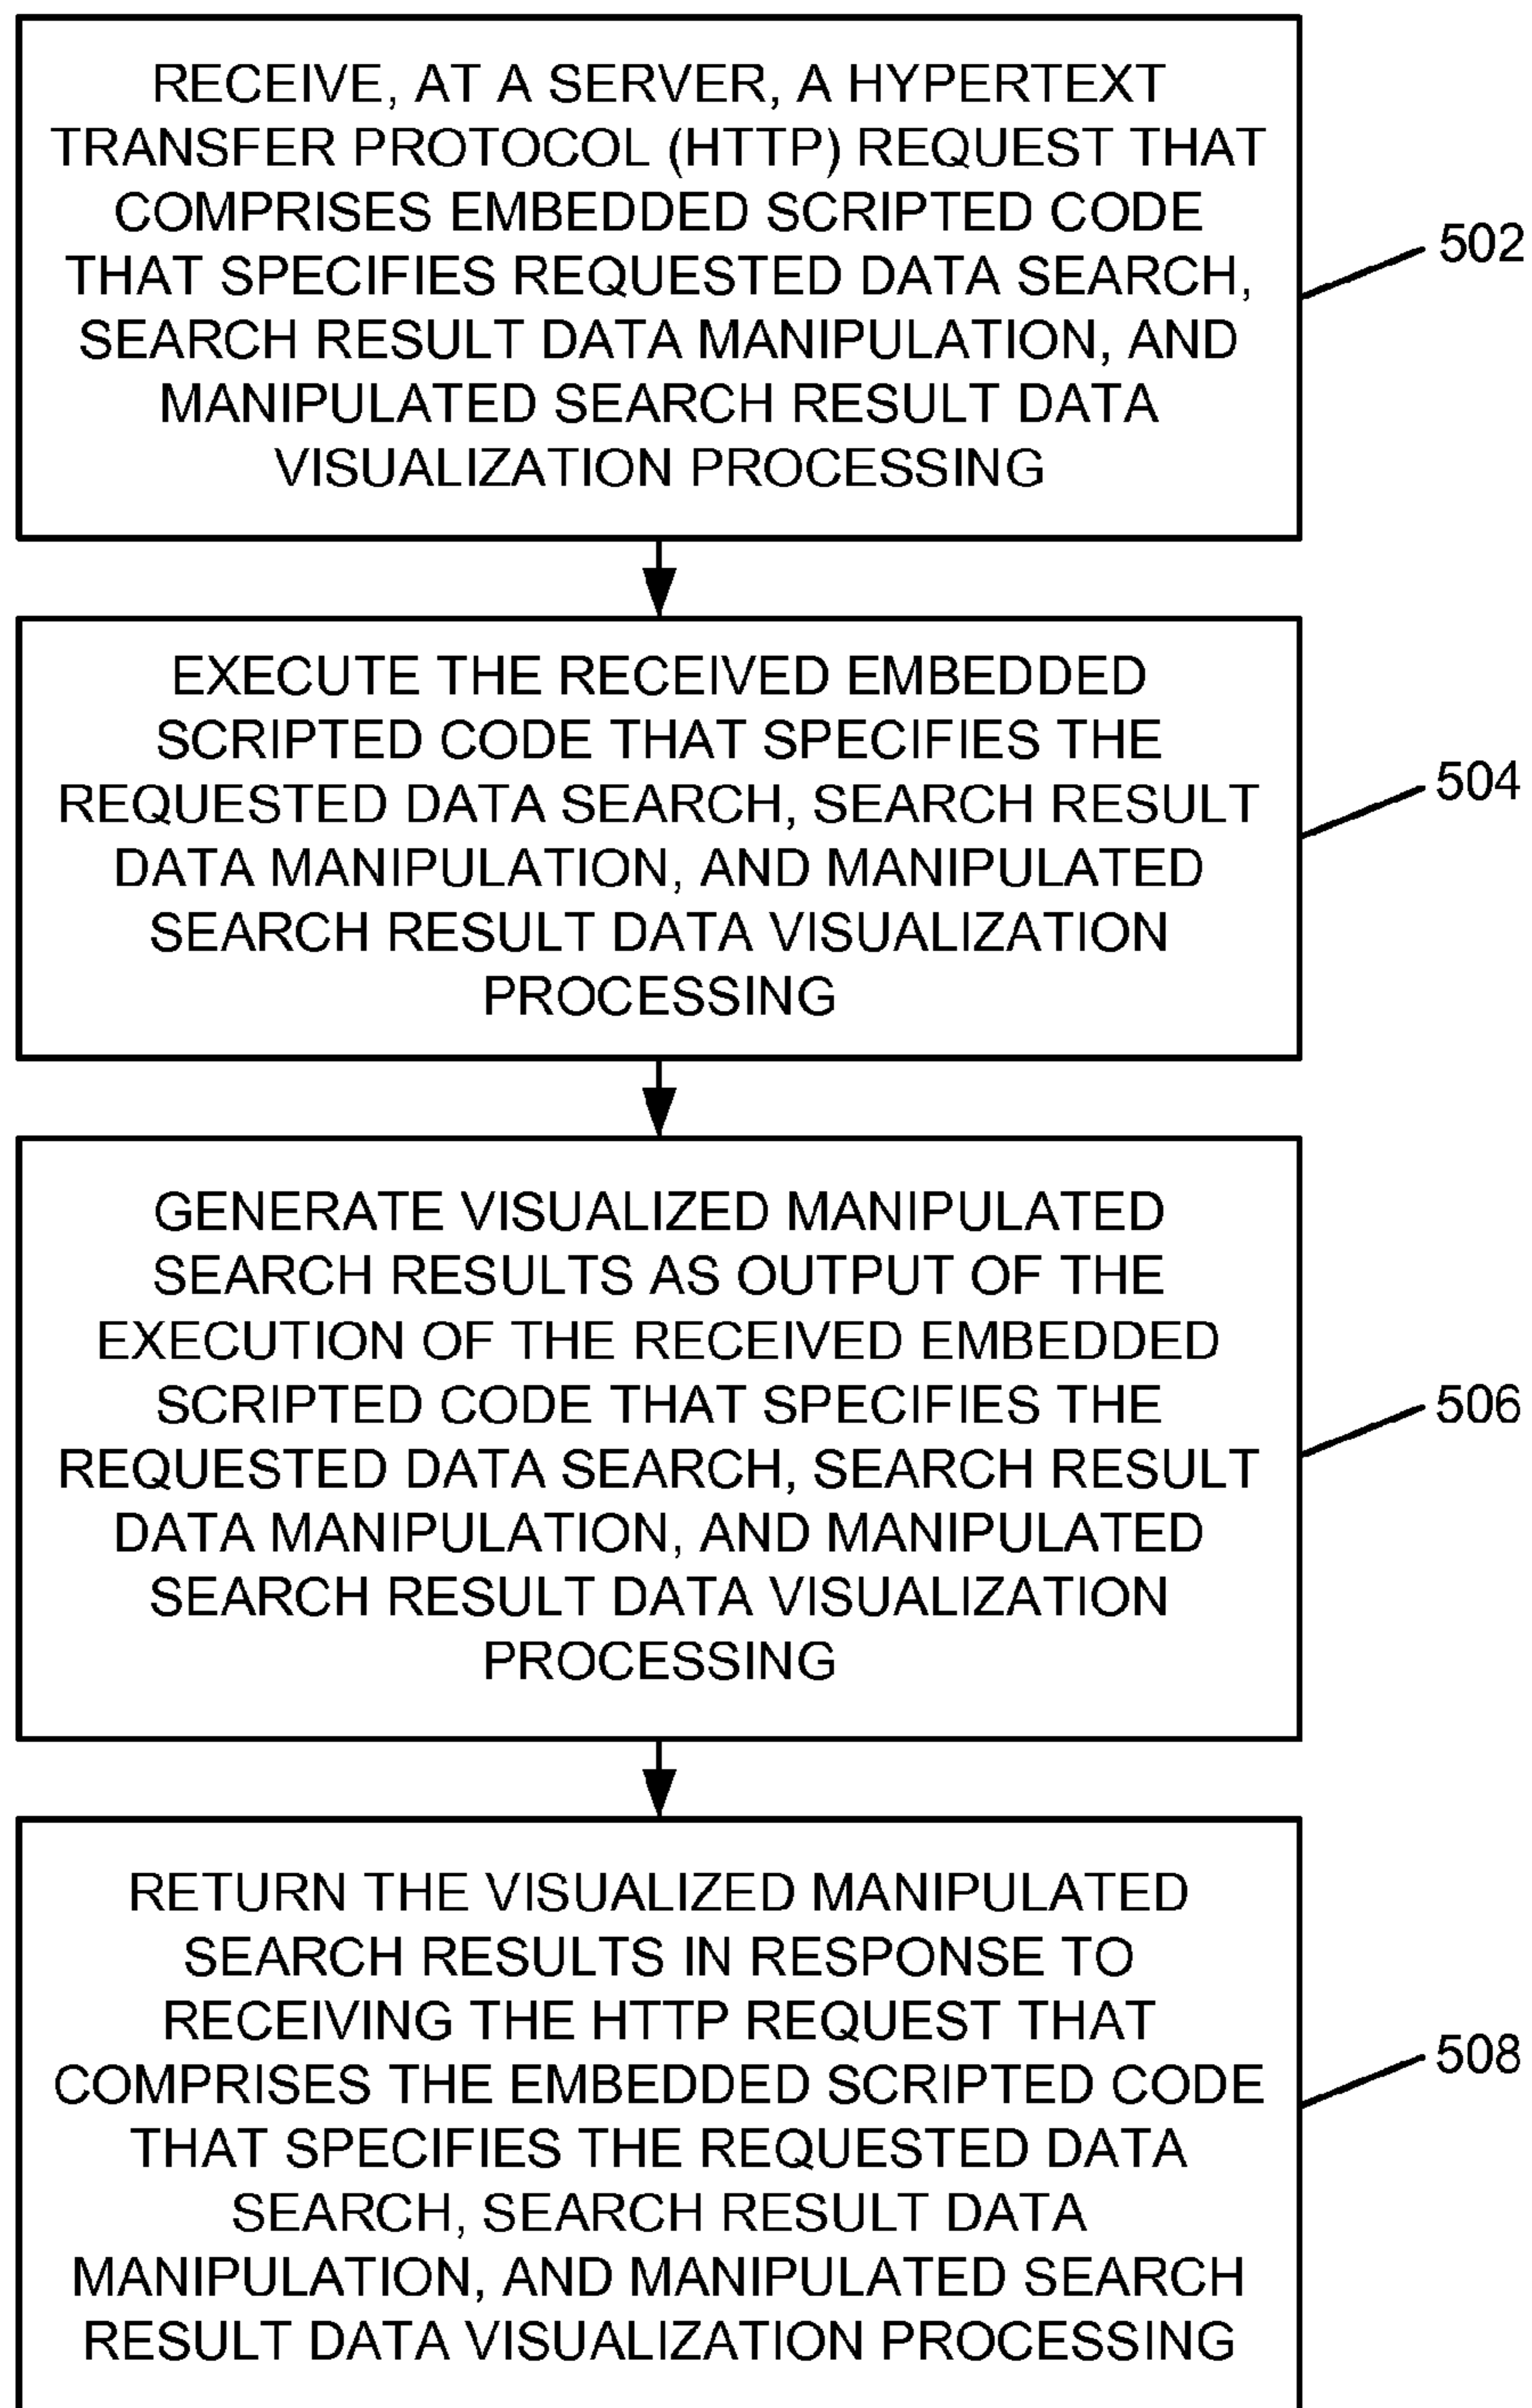 RECEIVE, AT A SERVER, A HYPERTEXT
TRANSFER PROTOCOL (HTTP) REQUEST THAT
COMPRISES EMBEDDED SCRIPTED CODE
THAT SPECIFIES REQUESTED DATA SEARCH,
SEARCH RESULT DATA MANIPULATION, AND
MANIPULATED SEARCH RESULT DATA
VISUALIZATION PROCESSING
502
EXECUTE THE RECEIVED EMBEDDED
SCRIPTED CODE THAT SPECIFIES THE
REQUESTED DATA SEARCH, SEARCH RESULT
DATA MANIPULATION, AND MANIPULATED
SEARCH RESULT DATA VISUALIZATION
PROCESSING
504
GENERATE VISUALIZED MANIPULATED
SEARCH RESULTS AS OUTPUT OF THE
EXECUTION OF THE RECEIVED EMBEDDED
SCRIPTED CODE THAT SPECIFIES THE
REQUESTED DATA SEARCH, SEARCH RESULT
DATA MANIPULATION, AND MANIPULATED
SEARCH RESULT DATA VISUALIZATION
PROCESSING
506
RETURN THE VISUALIZED MANIPULATED
SEARCH RESULTS IN RESPONSE TO
RECEIVING THE HTTP REQUEST THAT
COMPRISES THE EMBEDDED SCRIPTED CODE
THAT SPECIFIES THE REQUESTED DATA
SEARCH, SEARCH RESULT DATA
MANIPULATION, AND MANIPULATED SEARCH
RESULT DATA VISUALIZATION PROCESSING
508